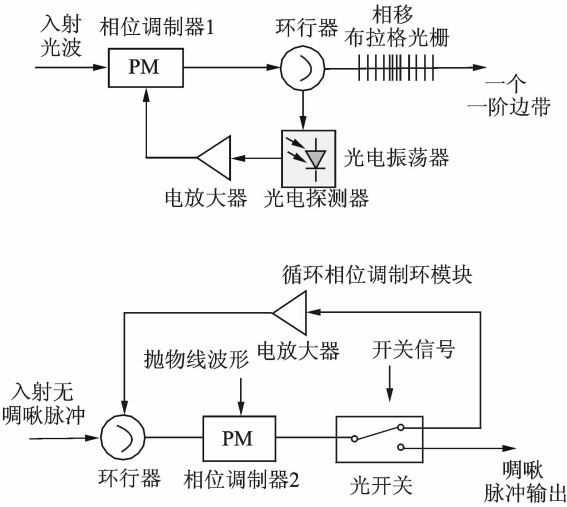 入射
光波
相位调制器1
PM
环行器
相移
布拉格光栅
一个
一阶边带
光电振荡器
电放大器
光电探测器
循环相位调制环模块
电放大器
抛物线波形
开关信号
入射无
啁啾脉冲
PM
环行器
相位调制器2
光开关
啁啾
脉冲输出